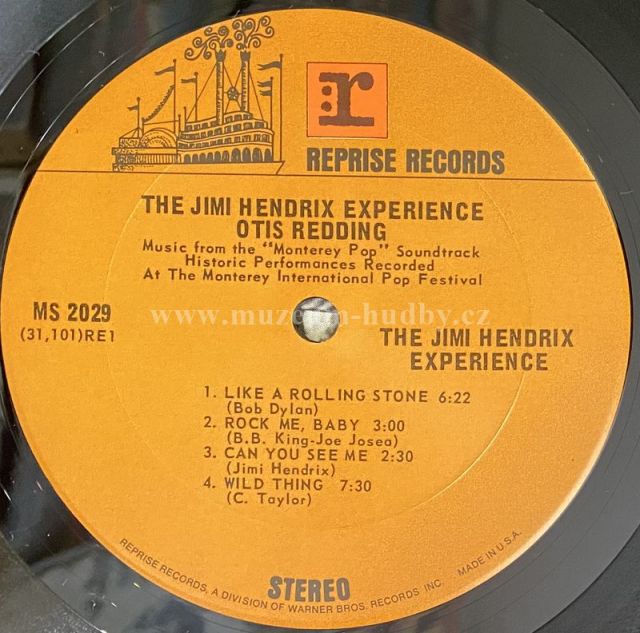 r
REPRISE RECORDS
THE JIMI HENDRIX EXPERIENCE
OTIS REDDING
Music from the "Monterey Pop" Soundtrack
Historic Performances Recorded
At The Monterey International Pop Festival
MS 2029
(31,101)RE1
www.muzeum-hudby.cz
THE JIMI HENDRIX
EXPERIENCE
1. LIKE A ROLLING STONE 6:22
(Bob Dylan)
2. ROCK ME, BABY 3:00
(B.B. King-Joe Josea)
3. CAN YOU SEE ME 2:30
(Jimi Hendrix)
4. WILD THING 7:30
(C. Taylor)
STEREO
REPRISE RECORDS, A DIVISION OF WARNER BROS. RECORDS INC. MADE IN U.S.A.